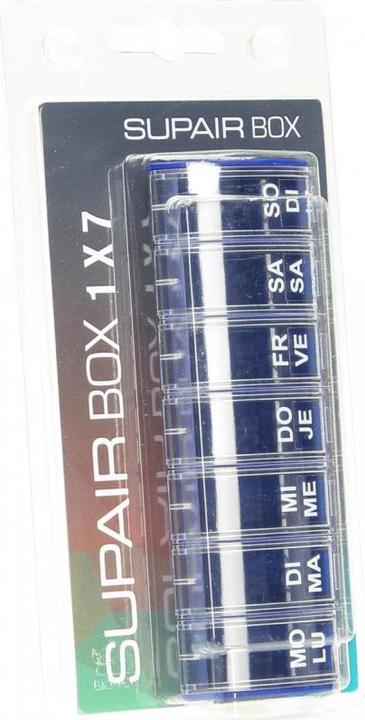 SUPAIR BOX
SUPAIR BOX 1 X 7
SO
DI
SA
SA
FR
VE
DO
JE
MI
ME
DI
MA
MO
LU